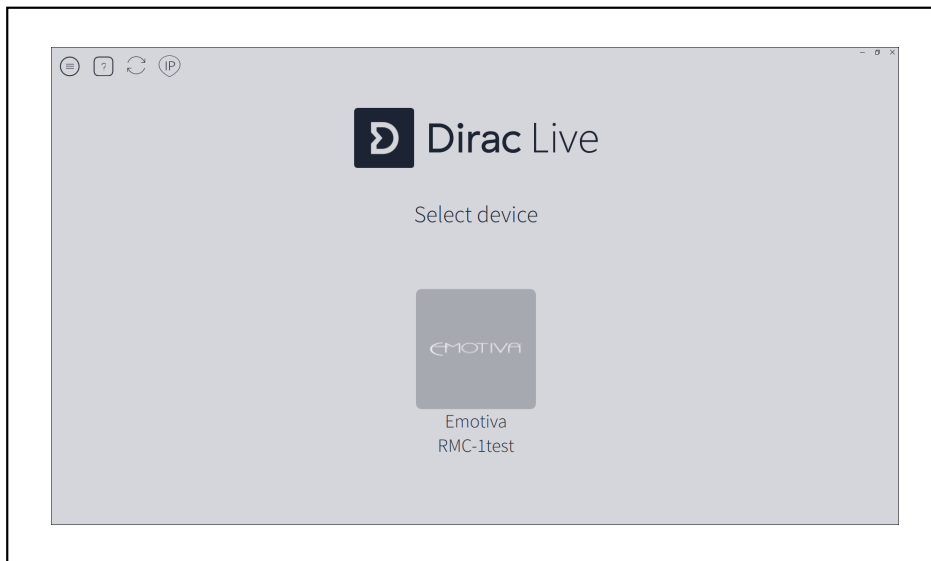 ?
IP
Dirac Live
Select device
EMOTIVA
Emotiva
RMC-1test